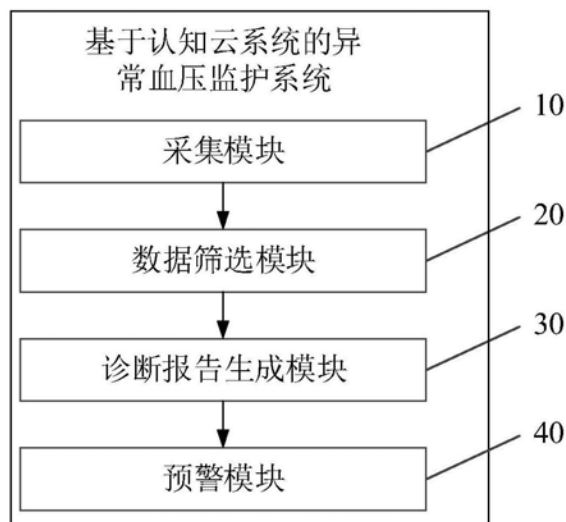 基于认知云系统的异
常血压监护系统
采集模块
10
数据筛选模块
20
诊断报告生成模块
30
预警模块
40